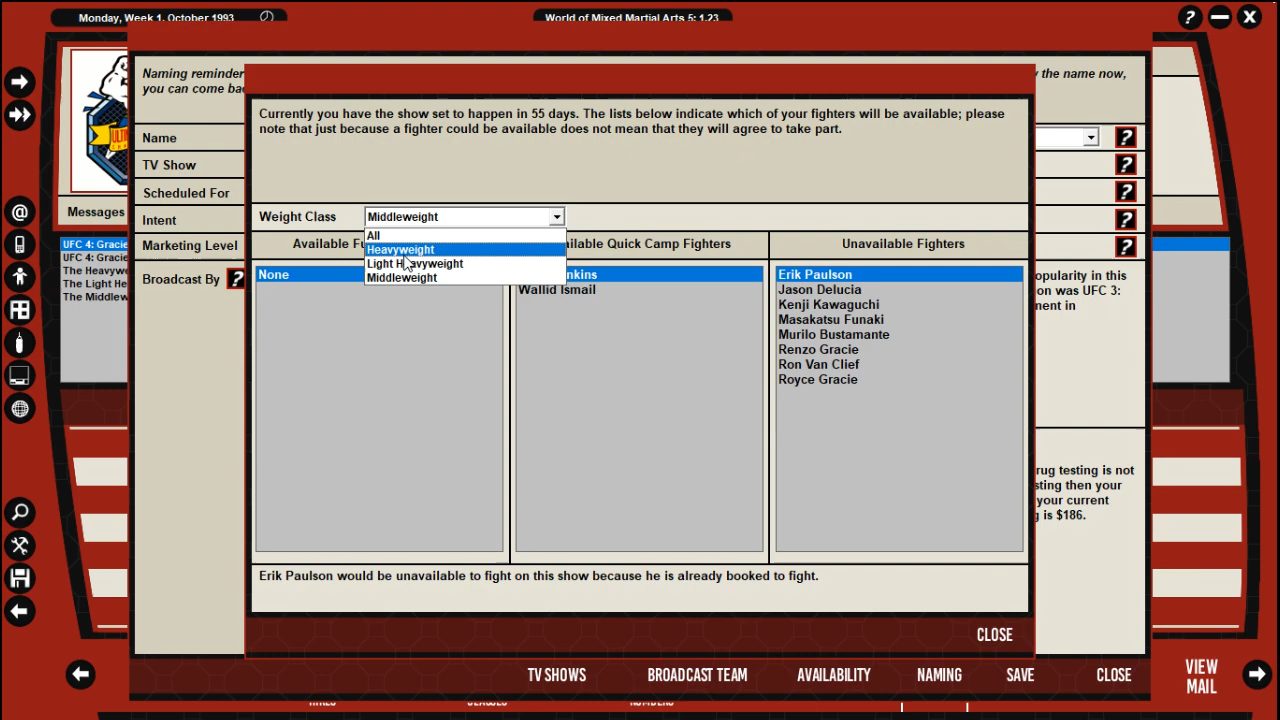 Monday, Week 1, October 1993
World of Mixed Martial Arts 5: 1.23
? X
Naming reminder
the name now,
you can come bac
Currently you have the show set to happen in 55 days. The lists below indicate which of your fighters will be available; please
note that just because a fighter could be available does not mean that they will agree to take part.
Name
?
TV Show
?
Scheduled For
?
Intent
?
Marketing Level
?
Broadcast By ?
Messages
Weight Class Middleweight
All
Heavyweight
Light Heavyweight
Middleweight
Available Fu
lable Quick Camp Fighters
Unavailable Fighters
None
nkins
Wallid Ismail
Erik Paulson
Jason Delucia
Kenji Kawaguchi
Masakatsu Funaki
Murilo Bustamante
Renzo Gracie
Ron Van Clief
Royce Gracie
UFC 4: Gracie
UFC 2: Gracie
The Heavyw
The Light He
The Middlew
opularity in this
on was UFC 3:
ment in
rug testing is not
sting then your
your current
g is $186.
Erik Paulson would be unavailable to fight on this show because he is already booked to fight.
CLOSE
TV SHOWS BROADCAST TEAM AVAILABILITY NAMING SAVE CLOSE
VIEW
MAIL